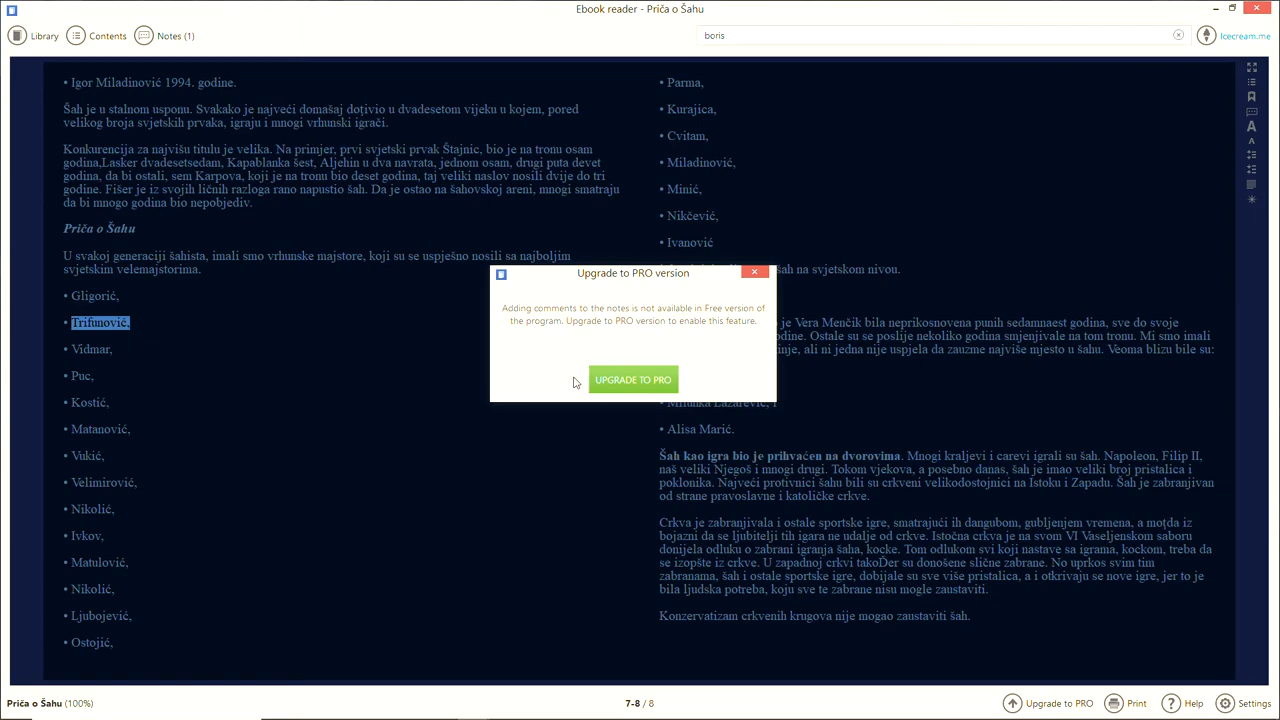 Ebook reader - Priča o Šahu
Library
Contents
Notes (1)
boris
Icecream.me
• Igor Miladinović 1994. godine.
Šah je u stalnom usponu. Svakako je najveći domašaj doţivio u dvadesetom vijeku u kojem, pored
velikog broja svjetskih prvaka, igraju i mnogi vrhunski igrači.
Konkurencija za najvišu titulu je velika. Na primjer, prvi svjetski prvak Štajnic, bio je na tronu osam
godina,Lasker dvadesetsedam, Kapablanka šest, Aljehin u dva navrata, jednom osam, drugi puta devet
godina, da bi ostali, sem Karpova, koji je na tronu bio deset godina, taj veliki naslov nosili dvije do tri
godine. Fišer je iz svojih ličnih razloga rano napustio šah. Da je ostao na šahovskoj areni, mnogi smatraju
da bi mnogo godina bio nepobjediv.
Priča o Šahu
U svakoj generaciji šahista, imali smo vrhunske majstore, koji su se uspješno nosili sa najboljim
svjetskim velemajstorima.
• Gligorić,
• Trifunović,
• Vidmar,
• Puc,
• Kostić,
• Matanović,
• Vukić,
• Velimirović,
• Nikolić,
• Ivkov,
• Matulović,
• Nikolić,
• Ljubojević,
• Ostojić,
• Parma,
• Kurajica,
• Cvitam,
• Miladinović,
• Minić,
• Nikčević,
• Ivanović
šah na svjetskom nivou.
je Vera Menčik bila neprikosnovena punih sedamnaest godina, sve do svoje
odine. Ostale su se poslije nekoliko godina smjenjivale na tom tronu. Mi smo imali
inje, ali ni jedna nije uspjela da zauzme najviše mjesto u šahu. Veoma blizu bile su:
• Milunka Lazarević, i
• Alisa Marić.
Šah kao igra bio je prihvaćen na dvorovima. Mnogi kraljevi i carevi igrali su šah. Napoleon, Filip II,
naš veliki Njegoš i mnogi drugi. Tokom vjekova, a posebno danas, šah je imao veliki broj pristalica i
poklonika. Najveći protivnici šahu bili su crkveni velikodostojnici na Istoku i Zapadu. Šah je zabranjivan
od strane pravoslavne i katoličke crkve.
Crkva je zabranjivala i ostale sportske igre, smatrajući ih dangubom, gubljenjem vremena, a moţda iz
bojazni da se ljubitelji tih igara ne udalje od crkve. Istočna crkva je na svom VI Vaseljenskom saboru
donijela odluku o zabrani igranja šaha, kocke. Tom odlukom svi koji nastave sa igrama, kockom, treba da
se izopšte iz crkve. U zapadnoj crkvi takoĐer su donošene slične zabrane. No uprkos svim tim
zabranama, šah i ostale sportske igre, dobijale su sve više pristalica, a i otkrivaju se nove igre, jer to je
bila ljudska potreba, koju sve te zabrane nisu mogle zaustaviti.
Konzervatizam crkvenih krugova nije mogao zaustaviti šah.
Upgrade to PRO version
Adding comments to the notes is not available in Free version of
the program. Upgrade to PRO version to enable this feature.
UPGRADE TO PRO
Priča o Šahu (100%)
7-8 / 8
Upgrade to PRO
Print
Help
Settings